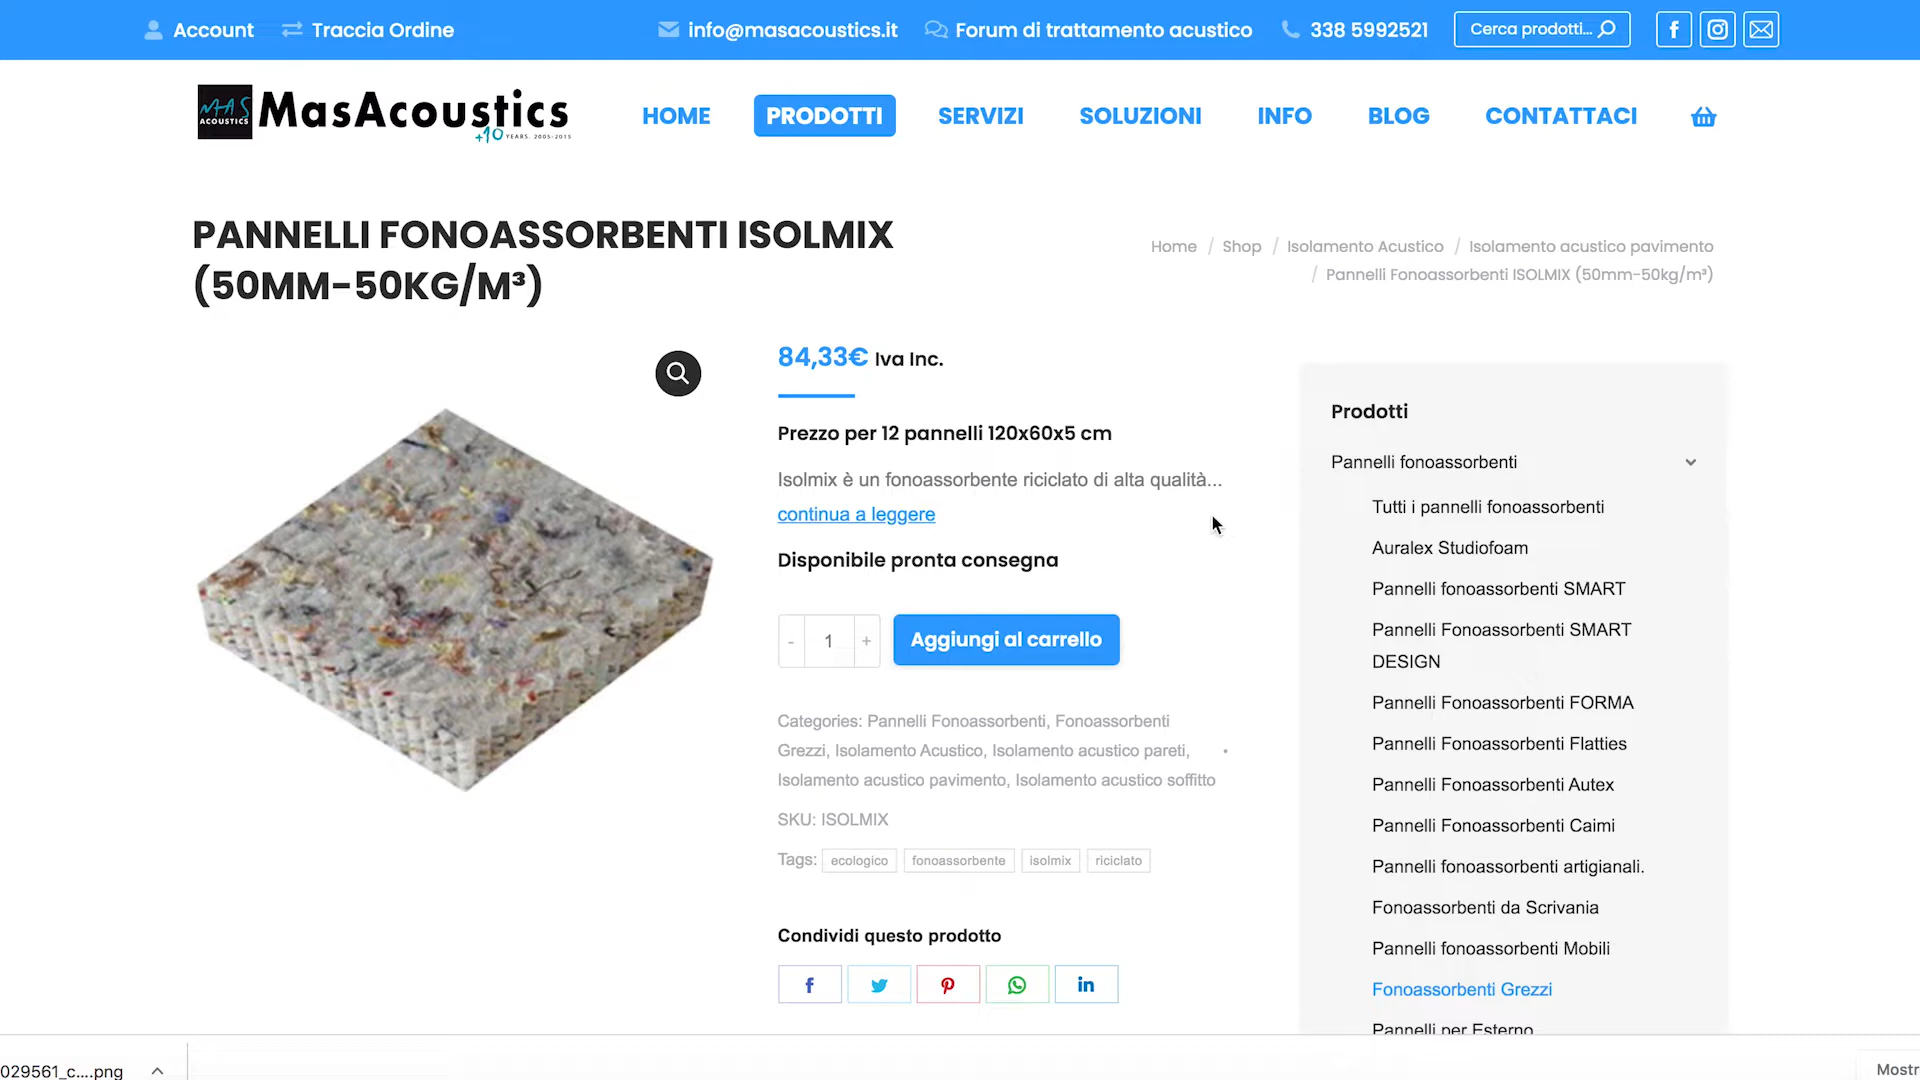 Account
Traccia Ordine
info@masacoustics.it
Forum di trattamento acustico
338 5992521
Cerca prodotti...
MAS
ACOUSTICS
MasAcoustics
+10 YEARS. 2005-2015
HOME
PRODOTTI
SERVIZI
SOLUZIONI
INFO
BLOG
CONTATTACI
PANNELLI FONOASSORBENTI ISOLMIX
(50MM-50KG/M³)
Home / Shop / Isolamento Acustico / Isolamento acustico pavimento
/ Pannelli Fonoassorbenti ISOLMIX (50mm-50kg/m³)
84,33€ Iva Inc.
Prezzo per 12 pannelli 120x60x5 cm
Isolmix è un fonoassorbente riciclato di alta qualità...
continua a leggere
Disponibile pronta consegna
- 1 +
Aggiungi al carrello
Categories: Pannelli Fonoassorbenti, Fonoassorbenti
Grezzi, Isolamento Acustico, Isolamento acustico pareti,
Isolamento acustico pavimento, Isolamento acustico soffitto
SKU: ISOLMIX
Tags: ecologico fonoassorbente isolmix riciclato
Condividi questo prodotto
Prodotti
Pannelli fonoassorbenti
Tutti i pannelli fonoassorbenti
Auralex Studiofoam
Pannelli fonoassorbenti SMART
Pannelli Fonoassorbenti SMART
DESIGN
Pannelli Fonoassorbenti FORMA
Pannelli Fonoassorbenti Flatties
Pannelli Fonoassorbenti Autex
Pannelli Fonoassorbenti Caimi
Pannelli fonoassorbenti artigianali.
Fonoassorbenti da Scrivania
Pannelli fonoassorbenti Mobili
Fonoassorbenti Grezzi
Pannelli per Esterno
029561_c....png
Mostr